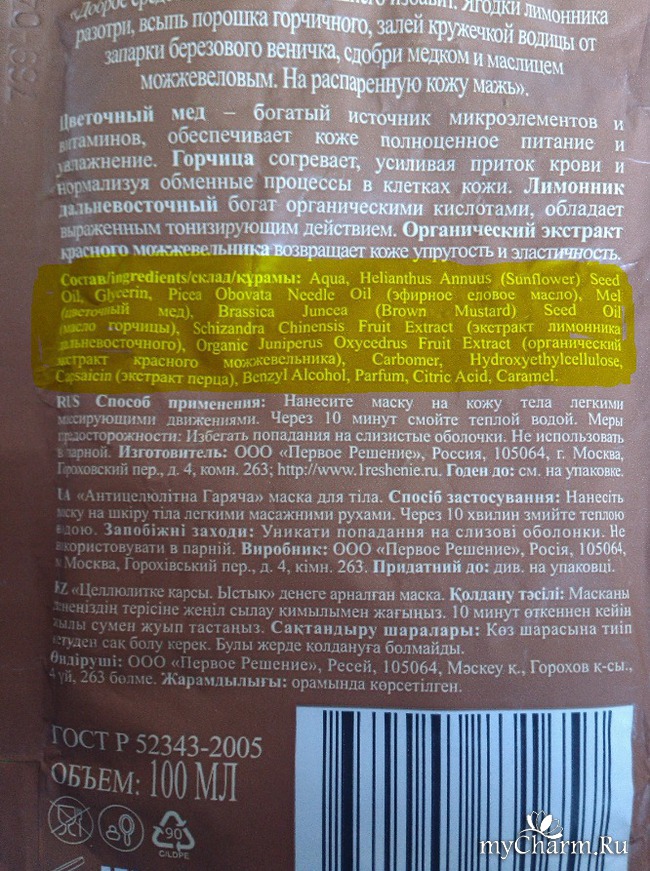 «Доброе
избавит. Ягодки лимонника
разотри, всыпь порошка горчичного, залей кружечкой водицы от
запарки березового веничка, сдобри медком и маслицем
можжевеловым. На распаренную кожу мажь».
Цветочный мед – богатый источник микроэлементов и
витаминов, обеспечивает коже полноценное питание и
увлажнение. Горчица согревает, усиливая приток крови и
нормализуя обменные процессы в клетках кожи. Лимонник
дальневосточный богат органическими кислотами, обладает
выраженным тонизирующим действием. Органический экстракт
красного можжевельника возвращает коже упругость и эластичность.
Состав/ingredients/склад/құрамы: Aqua, Helianthus Annuus (Sunflower) Seed
Oil, Glycerin, Picea Obovata Needle Oil (эфирное еловое масло), Mel
(цветочный мед), Brassica Juncea (Brown Mustard) Seed Oil
(масло горчицы), Schizandra Chinensis Fruit Extract (экстракт лимонника
дальневосточного), Organic Juniperus Oxycedrus Fruit Extract (органический
экстракт красного можжевельника), Carbomer, Hydroxyethylcellulose,
Capsaicin (экстракт перца), Benzyl Alcohol, Parfum, Citric Acid, Caramel.
RUS Способ применения: Нанесите маску на кожу тела легкими
массирующими движениями. Через 10 минут смойте теплой водой. Меры
предосторожности: Избегать попадания на слизистые оболочки. Не использовать
в парной. Изготовитель: ООО «Первое Решение», Россия, 105064, г. Москва,
Гороховский пер., д. 4, комн. 263; http://www.1reshenie.ru. Годен до: см. на упаковке.
UA «Антицелюлітна Гаряча» маска для тіла. Спосіб застосування: Нанесіть
маску на шкіру тіла легкими масажними рухами. Через 10 хвилин змийте теплою
водою. Запобіжні заходи: Уникати попадання на слизові оболонки. Не
використовувати в парній. Виробник: ООО «Первое Решение», Росія, 105064,
м Москва, Горохівський пер., д. 4, кімн. 263. Придатний до: див. на упаковці.
KZ «Целлюлитке карсы. Ыстык» денеге арналған маска. Қолдану тәсілі: Масканы
дененіздің терісіне жеңіл сылау қимылымен жағыңыз. 10 минут өткеннен кейін
жылы сумен жуып тастаңыз. Сақтандыру шаралары: Көз шарасына тиіп
кетуден сақ болу керек. Булы жерде колдануға болмайды.
Өндіруші: ООО «Первое Решение», Ресей, 105064, Мәскеу қ., Горохов к-сы.,
4 үй, 263 бөлме. Жарамдылығы: орамында көрсетілген.
ГОСТ Р 52343-2005
ОБЪЕМ: 100 МЛ
90
C/LDPE
myCharm.Ru